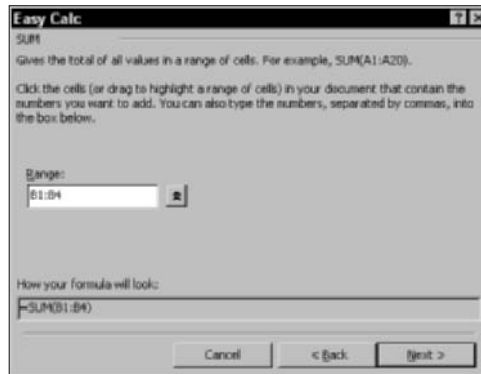 Easy Calc
SUM
Gives the total of all values in a range of cells. For example, SUM(A1:A20).
Click the cells (or drag to highlight a range of cells) in your document that contain the
numbers you want to add. You can also type the numbers, separated by commas, into
the box below.
Range:
B1:B4
How your formula will look:
=SUM(B1:B4)
Cancel
< Back
Next >